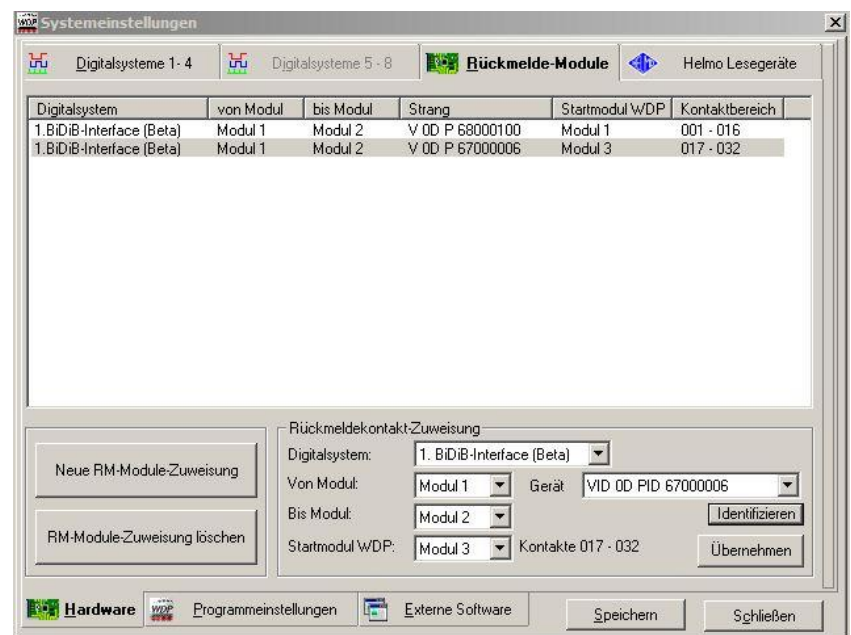 WDP Systemeinstellungen
Digitalsysteme 1- 4 Digitalsysteme 5 - 8 Rückmelde-Module Helmo Lesegeräte
Digitalsystem von Modul bis Modul Strang Startmodul WDP Kontaktbereich
1.BiDiB-Interface (Beta) Modul 1 Modul 2 V 0D P 68000100 Modul 1 001 - 016
1.BiDiB-Interface (Beta) Modul 1 Modul 2 V 0D P 67000006 Modul 3 017 - 032
Rückmeldekontakt-Zuweisung
Neue RM-Module-Zuweisung
RM-Module-Zuweisung löschen
Digitalsystem: 1. BiDiB-Interface (Beta)
Von Modul: Modul 1 Gerät VID 0D PID 67000006
Bis Modul: Modul 2 Identifizieren
Startmodul WDP: Modul 3 Kontakte 017 - 032 Übernehmen
Hardware WDP Programmeinstellungen Externe Software Speichern Schließen